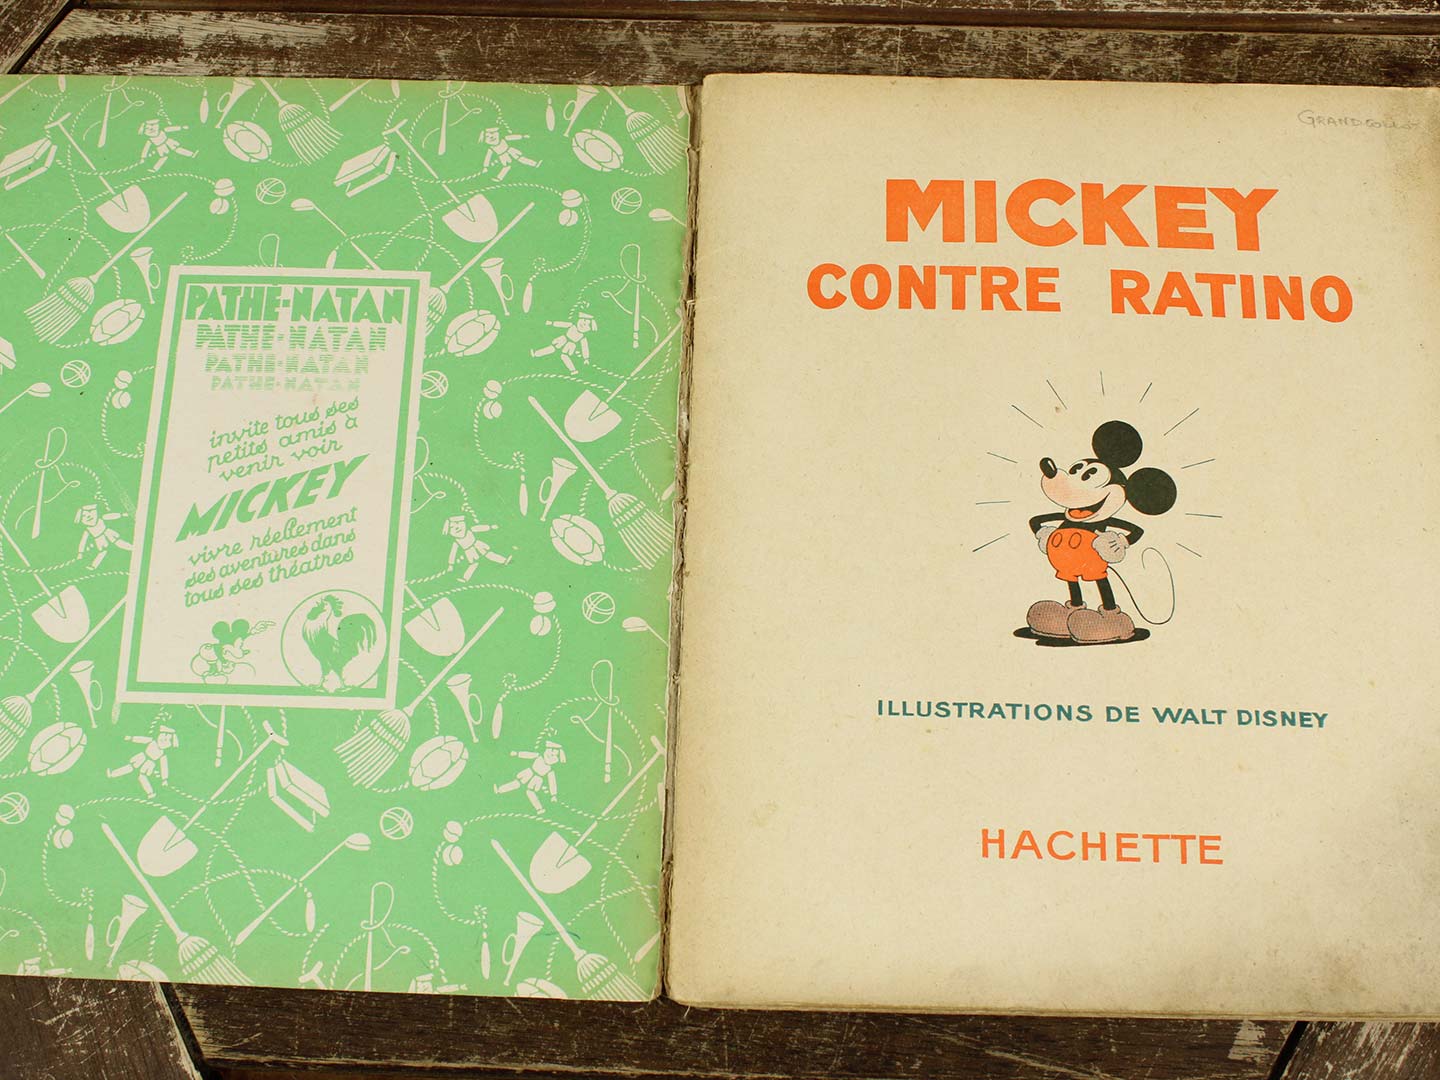 PATHÉ-NATAN
PATHÉ-NATAN
PATHÉ-NATAN
PATHÉ-NATAN
invite tous ses
petits amis à
venir voir
MICKEY
vivre réellement
ses aventures dans
tous ses théatres
MICKEY
CONTRE RATINO
ILLUSTRATIONS DE WALT DISNEY
HACHETTE